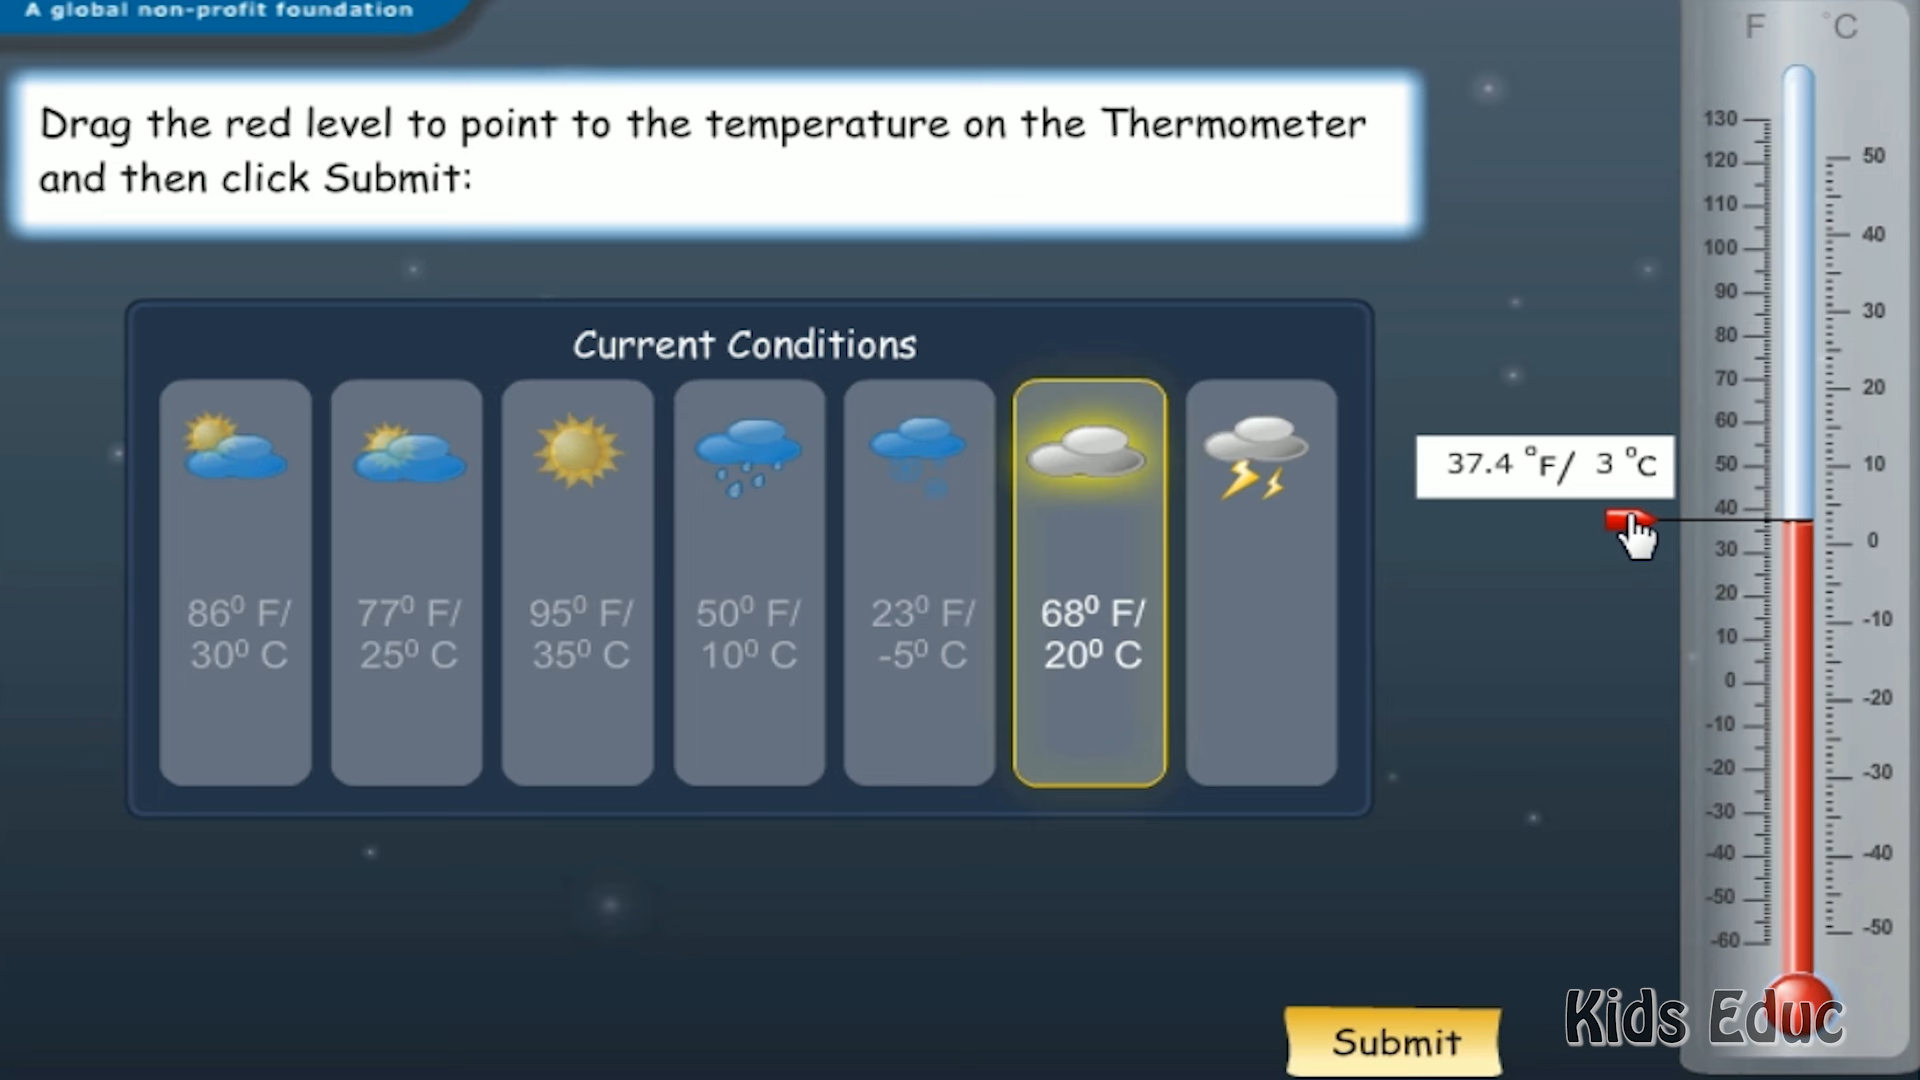 A global non-profit foundation
Drag the red level to point to the temperature on the Thermometer
and then click Submit:
Current Conditions
86⁰ F/
30⁰ C
77⁰ F/
25⁰ C
95⁰ F/
35⁰ C
50⁰ F/
10⁰ C
23⁰ F/
-5⁰ C
68⁰ F/
20⁰ C
37.4 °F/ 3 °C
F °C
130
120
110
100
90
80
70
60
50
40
30
20
10
0
-10
-20
-30
-40
-50
-60
50
40
30
20
10
0
-10
-20
-30
-40
-50
Submit
Kids Educ